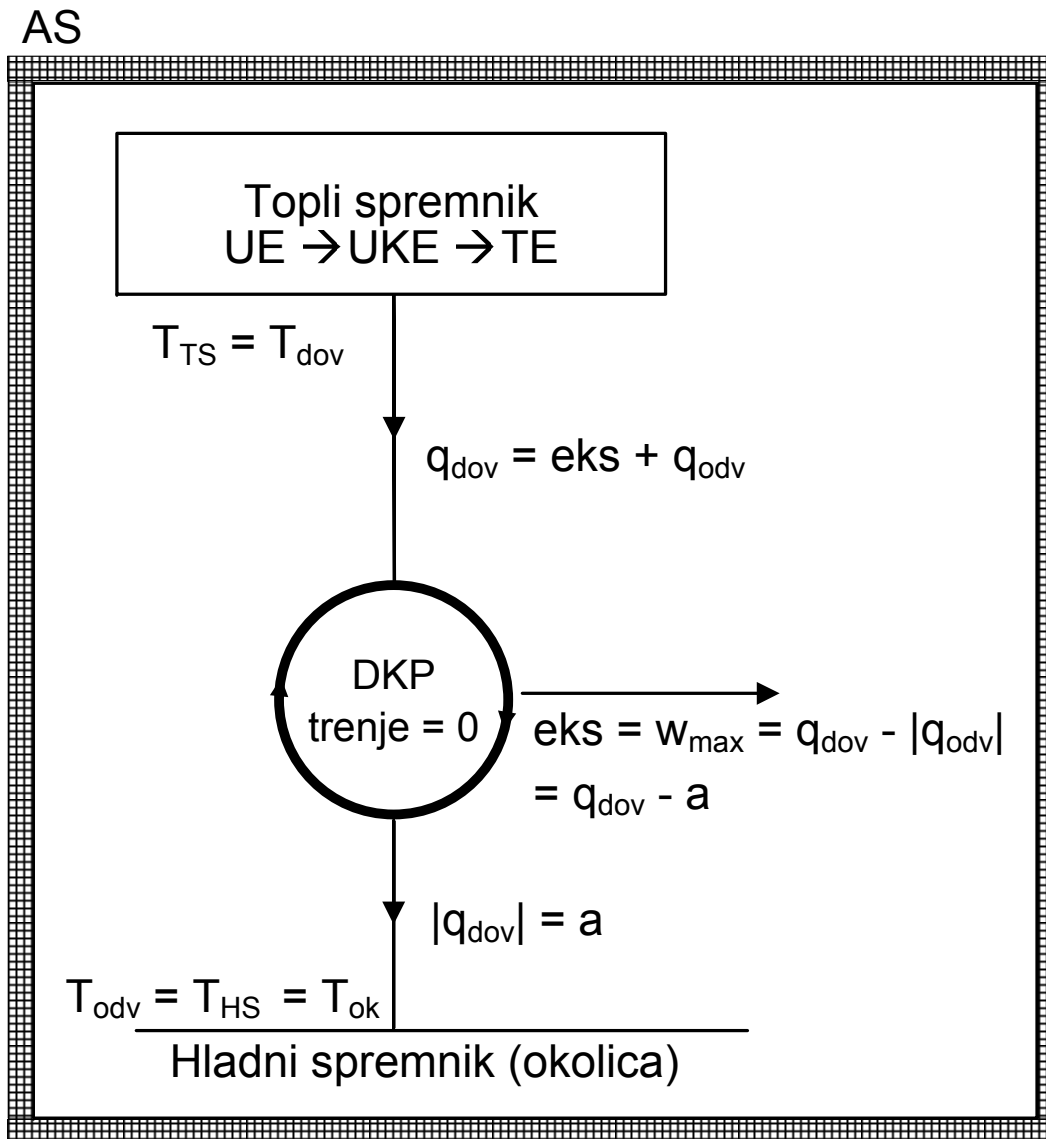 AS
Topli spremnik
UE → UKE → TE
T_TS = T_dov
q_dov = eks + q_odv
DKP
trenje = 0
eks = w_max = q_dov - |q_odv|
= q_dov - a
|q_dov| = a
T_odv = T_HS = T_ok
Hladni spremnik (okolica)